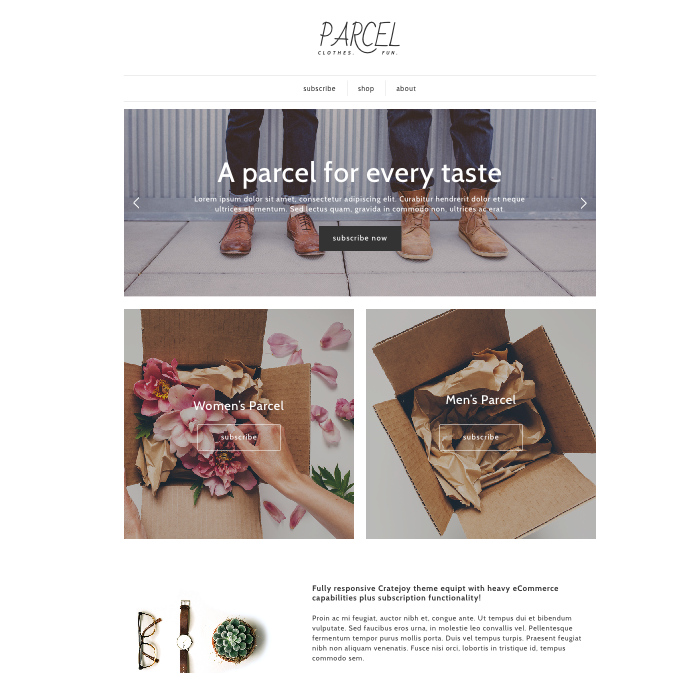 PARCEL
CLOTHES. FUN.
subscribe shop about
A parcel for every taste
Lorem ipsum dolor sit amet, consectetur adipiscing elit. Curabitur hendrerit dolor et neque
ultrices elementum. Sed lectus quam, gravida in commodo non, ultrices ac erat.
subscribe now
Women's Parcel
subscribe
Men's Parcel
subscribe
Fully responsive Cratejoy theme equipt with heavy eCommerce
capabilities plus subscription functionality!
Proin ac mi feugiat, auctor nibh et, congue ante. Ut tempus dui et bibendum
vulputate. Sed faucibus eros urna, in molestie leo convallis vel. Pellentesque
fermentum tempor purus mollis porta. Duis vel tempus turpis. Praesent feugiat
nibh non aliquam venenatis. Fusce nisi orci, lobortis in tristique id, tempus
commodo sem.